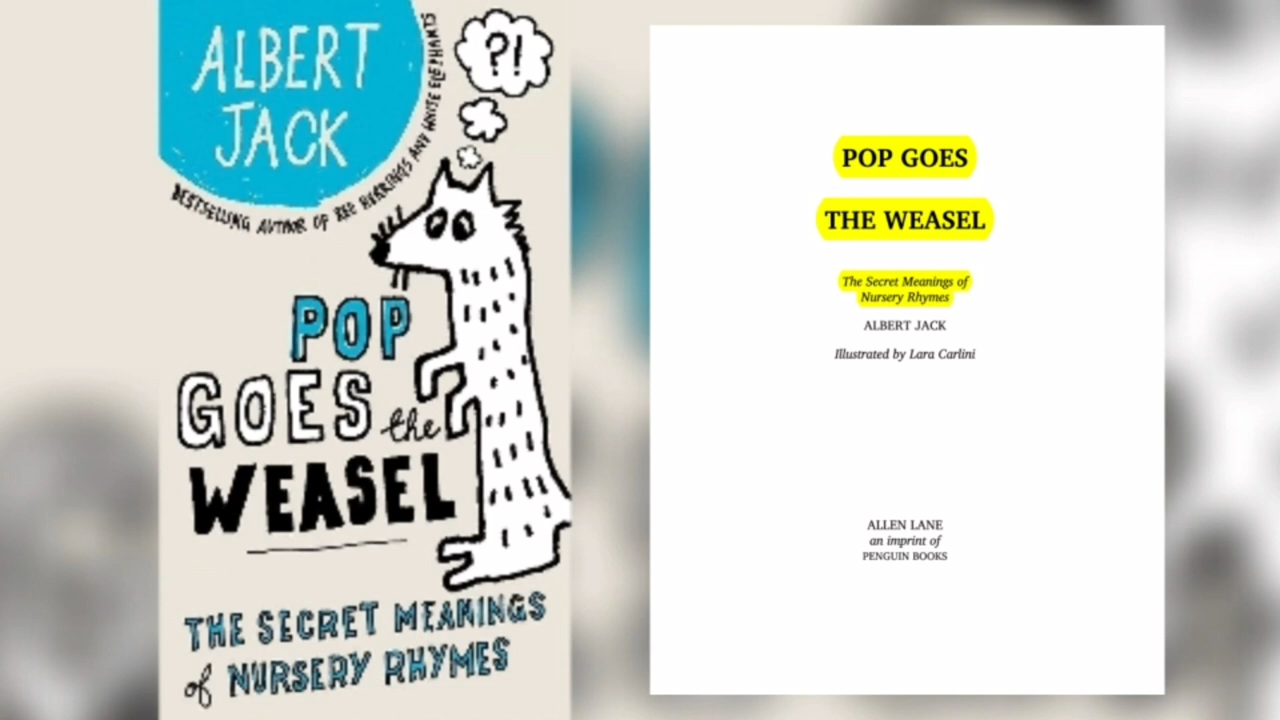 ALBERT
JACK
BESTSELLING AUTHOR OF RED HERRINGS AND WHITE ELEPHANTS
?!
POP
GOES the
WEASEL
THE SECRET MEANINGS
of NURSERY RHYMES
POP GOES
THE WEASEL
The Secret Meanings of
Nursery Rhymes
ALBERT JACK
Illustrated by Lara Carlini
ALLEN LANE
an imprint of
PENGUIN BOOKS